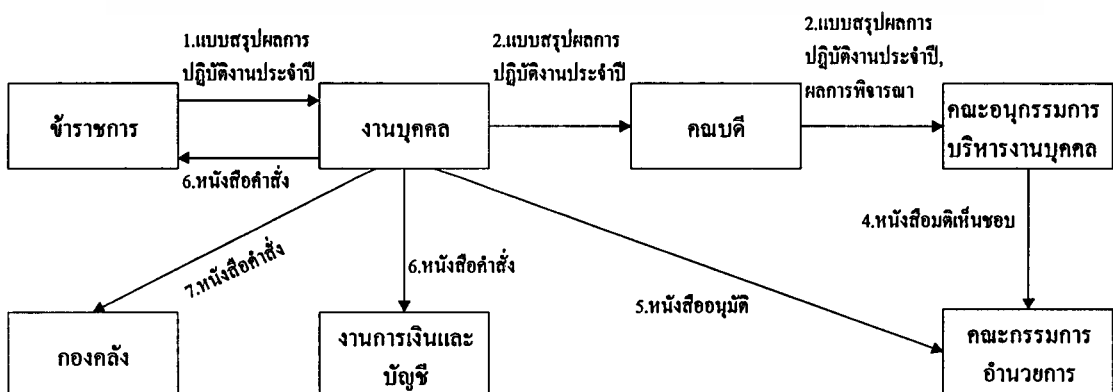 1.แบบสรุปผลการ
ปฏิบัติงานประจำปี
2.แบบสรุปผลการ
ปฏิบัติงานประจำปี
2.แบบสรุปผลการ
ปฏิบัติงานประจำปี,
ผลการพิจารณา
ข้าราชการ
งานบุคคล
คณบดี
คณะอนุกรรมการ
บริหารงานบุคคล
6.หนังสือคำสั่ง
7.หนังสือคำสั่ง
6.หนังสือคำสั่ง
5.หนังสืออนุมัติ
4.หนังสือมติเห็นชอบ
กองคลัง
งานการเงินและ
บัญชี
คณะกรรมการ
อำนวยการ